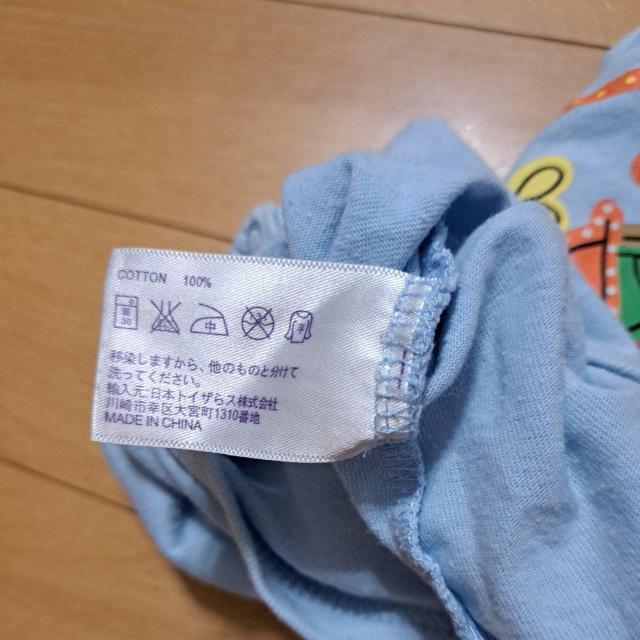 COTTON 100%
中
移染しますから、他のものと分けて
洗ってください。
輸入元:日本トイザらス株式会社
川崎市幸区大宮町1310番地
MADE IN CHINA